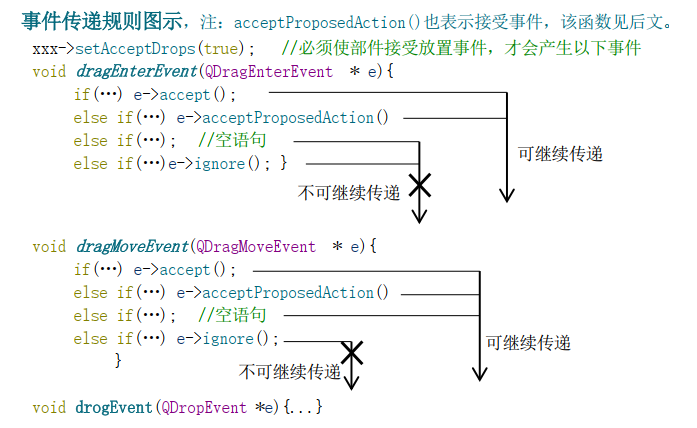 事件传递规则图示，注：acceptProposedAction()也表示接受事件，该函数见后文。
xxx->setAcceptDrops(true);  //必须使部件接受放置事件，才会产生以下事件
void dragEnterEvent(QDragEnterEvent * e){
if(…) e->accept();
else if(…) e->acceptProposedAction()
else if(…);  //空语句
可继续传递
else if(…)e->ignore(); }
不可继续传递
void dragMoveEvent(QDragMoveEvent * e){
if(…) e->accept();
else if(…) e->acceptProposedAction()
else if(…);  //空语句
else if(…) e->ignore();
可继续传递
}
不可继续传递
void drogEvent(QDropEvent *e){...}